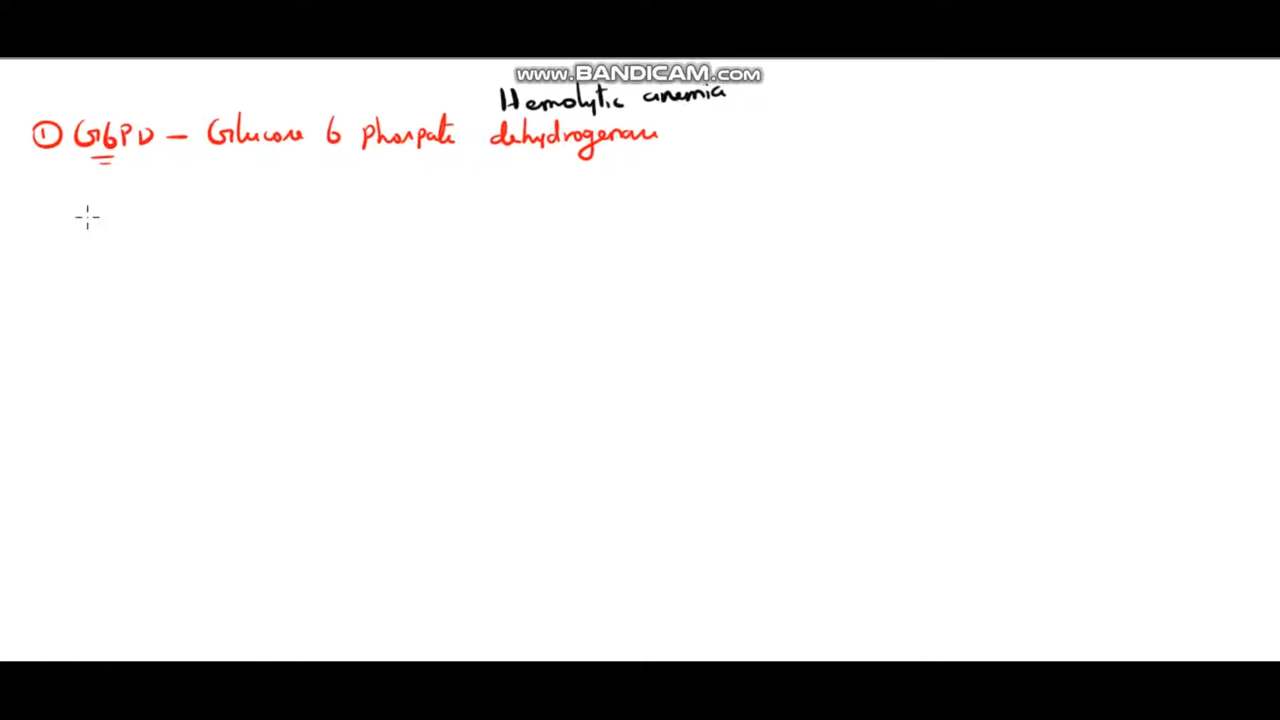 www.BANDICAM.com
Hemolytic anemia
① G6PD – Glucose 6 phospate dehydrogenase